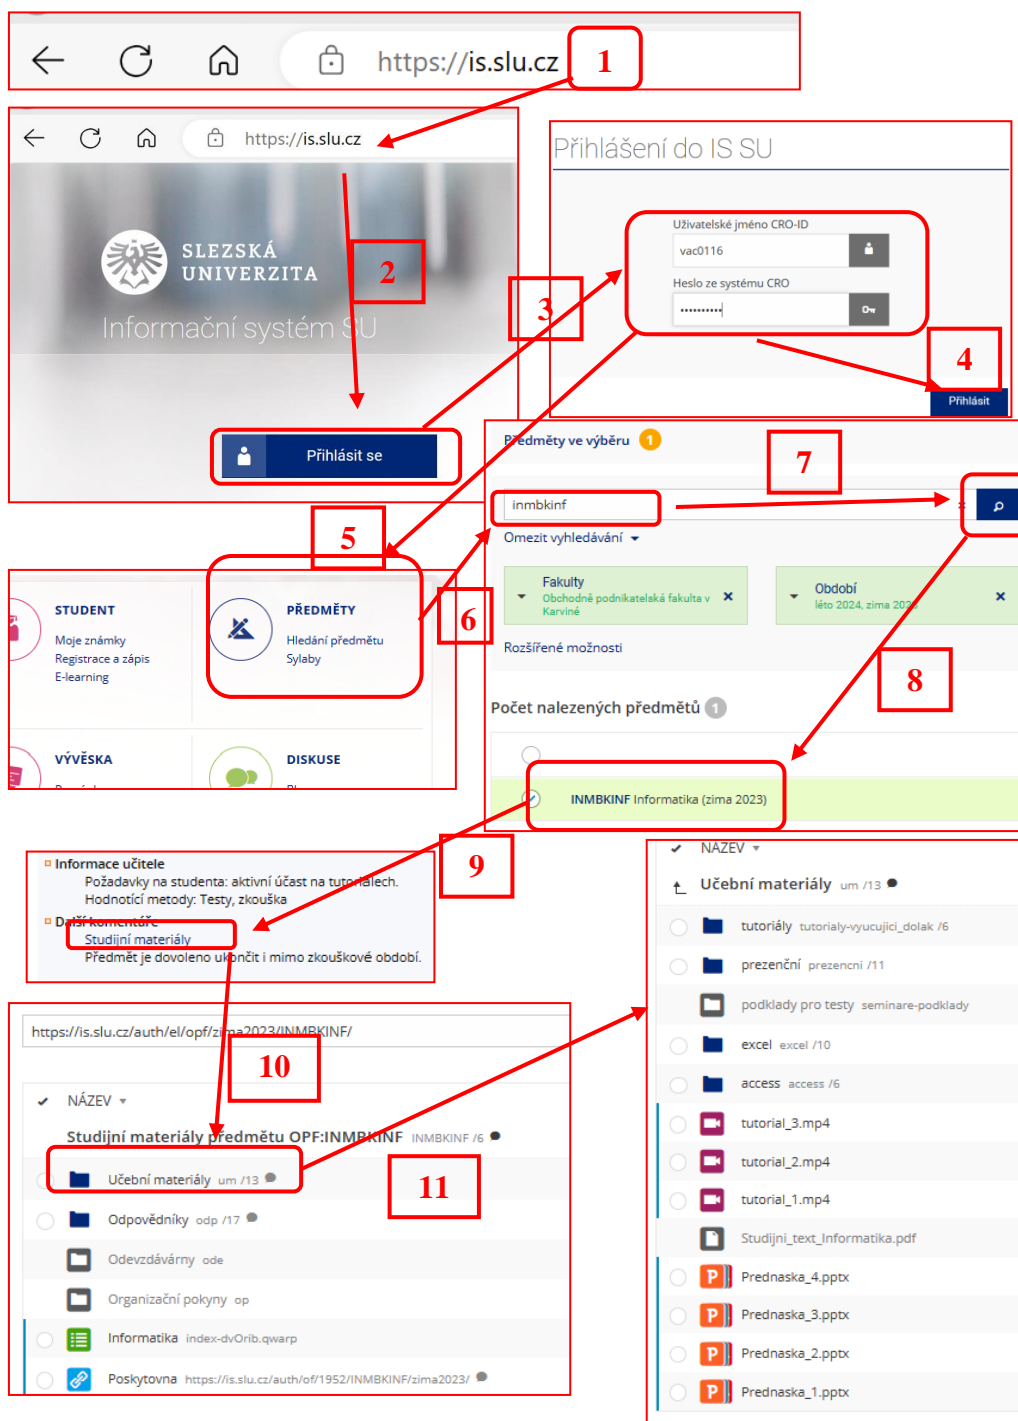 https://is.slu.cz
1
https://is.slu.cz
SLEZSKÁ
UNIVERZITA
Informační systém SU
2
Přihlásit se
3
Přihlášení do IS SU
Uživatelské jméno CRO-ID
vac0116
Heslo ze systému CRO
••••••••••
4
Přihlásit
5
STUDENT
Moje známky
Registrace a zápis
E-learning
PŘEDMĚTY
Hledání předmětu
Sylaby
VÝVĚSKA
DISKUSE
6
Předměty ve výběru 1
7
inmbkinf
Omezit vyhledávání
Fakulty
Obchodně podnikatelská fakulta v
Karviné
Období
léto 2024, zima 2023
Rozšířené možnosti
8
Počet nalezených předmětů 1
INMBKINF Informatika (zima 2023)
9
Informace učitele
Požadavky na studenta: aktivní účast na tutoriálech.
Hodnotící metody: Testy, zkouška
Další komentáře
Studijní materiály
Předmět je dovoleno ukončit i mimo zkouškové období.
https://is.slu.cz/auth/el/opf/zima2023/INMBKINF/
10
NÁZEV
Studijní materiály předmětu OPF:INMBKINF INMBKINF /6
Učební materiály um /13
11
Odpovědníky odp /17
Odevzdávárny ode
Organizační pokyny op
Informatika index-dvOrib.qwarp
Poskytovna https://is.slu.cz/auth/of/1952/INMBKINF/zima2023/
NÁZEV
Učební materiály um /13
tutoriály tutorialy-vyucujici_dolak /6
prezenční prezencni /11
podklady pro testy seminare-podklady
excel excel /10
access access /6
tutorial_3.mp4
tutorial_2.mp4
tutorial_1.mp4
Studijni_text_Informatika.pdf
Prednaska_4.pptx
Prednaska_3.pptx
Prednaska_2.pptx
Prednaska_1.pptx